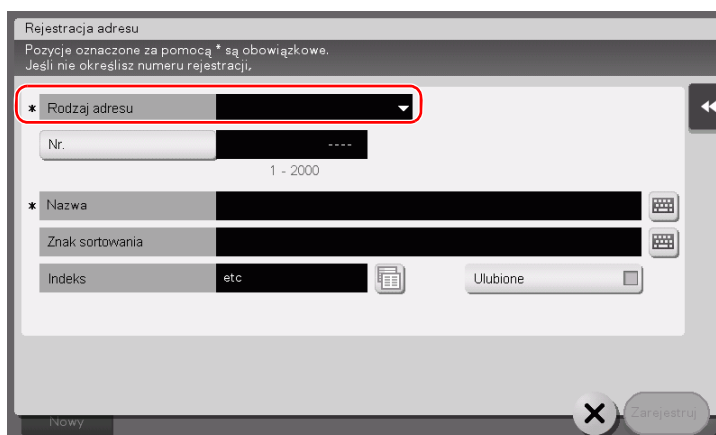 Rejestracja adresu
Pozycje oznaczone za pomocą * są obowiązkowe.
Jeśli nie określisz numeru rejestracji,
* Rodzaj adresu
Nr. ----
1 - 2000
* Nazwa
Znak sortowania
Indeks etc Ulubione
Zarejestruj
Nowy